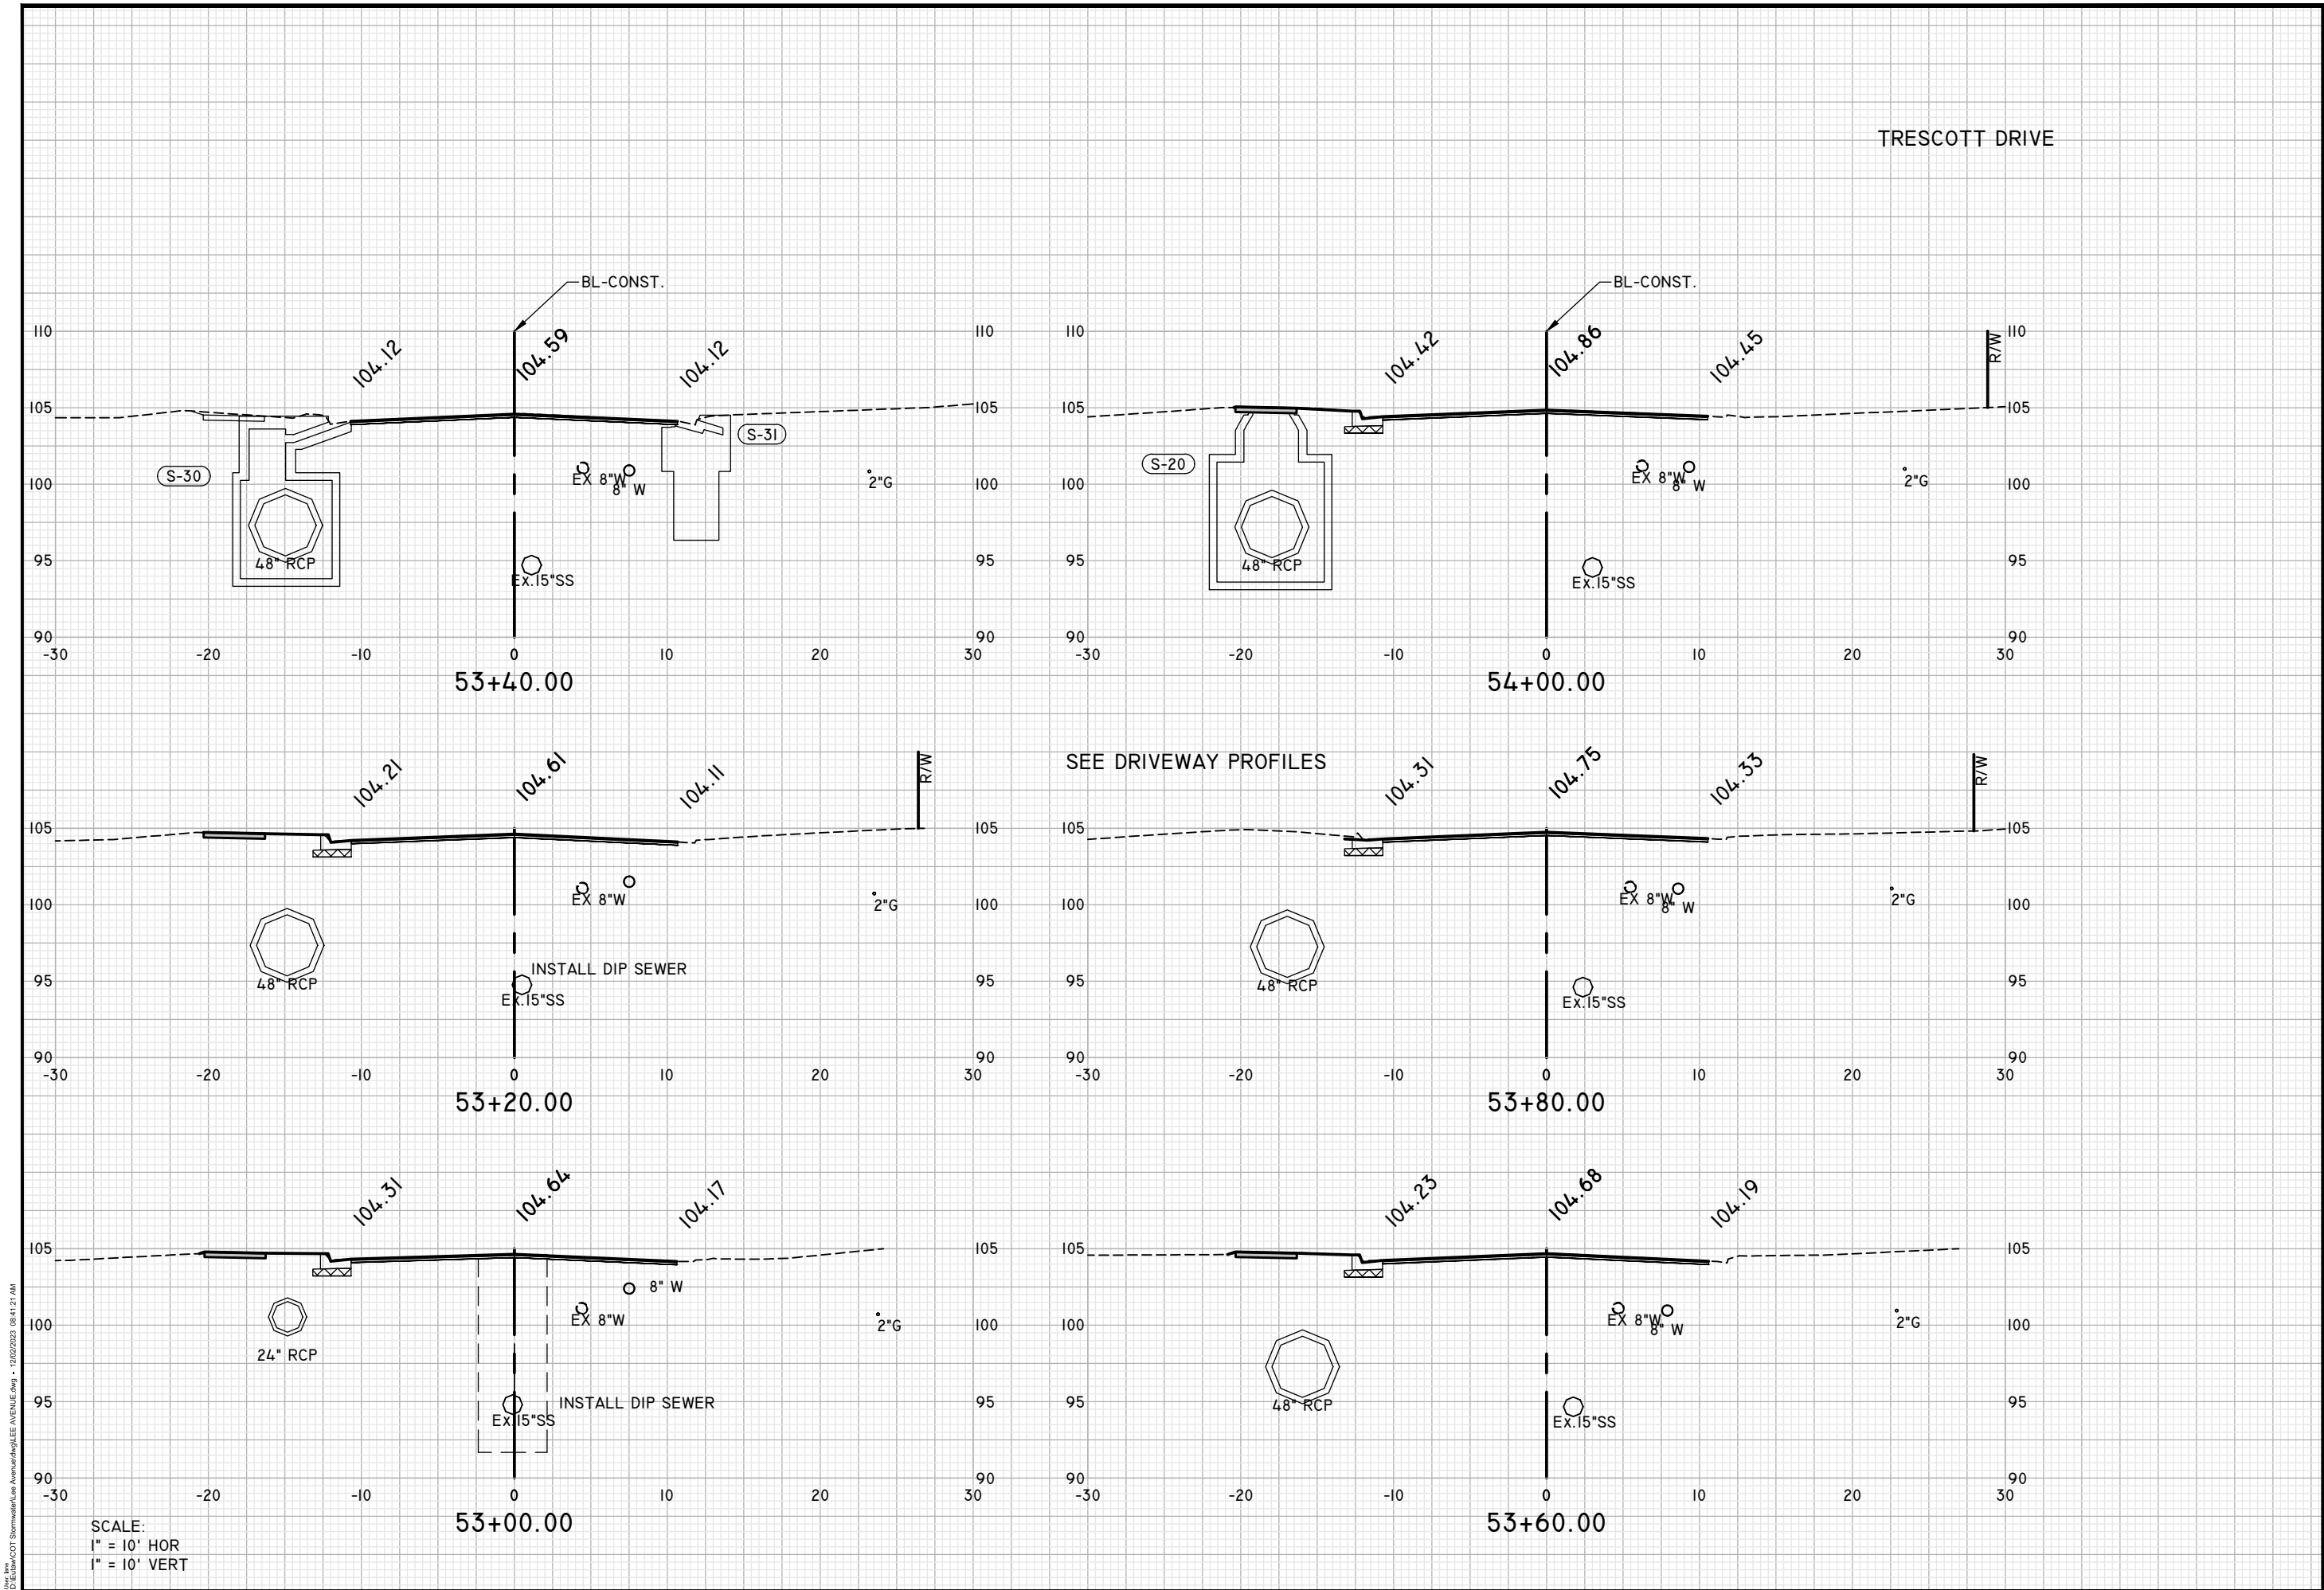 TRESCOTT DRIVE
BL-CONST.
104.12
104.59
104.12
110
110
105
105
S-31
S-30
EX 8"W
8" W
2"G
100
100
48" RCP
95
95
Ex.15"SS
90
90
-30
-20
-10
0
10
20
30
53+40.00
BL-CONST.
104.42
104.86
104.45
R/W
110
110
105
105
S-20
EX 8"W
8" W
2"G
100
100
48" RCP
95
95
Ex.15"SS
90
90
-30
-20
-10
0
10
20
30
54+00.00
104.21
104.61
104.11
R/W
105
105
EX 8"W
2"G
100
100
INSTALL DIP SEWER
48" RCP
95
95
Ex.15"SS
90
90
-30
-20
-10
0
10
20
30
53+20.00
SEE DRIVEWAY PROFILES
104.31
104.75
104.33
R/W
105
105
EX 8"W
8" W
2"G
100
100
48" RCP
95
95
Ex.15"SS
90
90
-30
-20
-10
0
10
20
30
53+80.00
104.31
104.64
104.17
105
105
8" W
EX 8"W
2"G
100
100
24" RCP
INSTALL DIP SEWER
95
95
Ex.15"SS
90
90
-30
-20
-10
0
10
20
30
53+00.00
104.23
104.68
104.19
105
105
EX 8"W
8" W
2"G
100
100
48" RCP
95
95
Ex.15"SS
90
90
-30
-20
-10
0
10
20
30
53+60.00
SCALE:
1" = 10' HOR
1" = 10' VERT